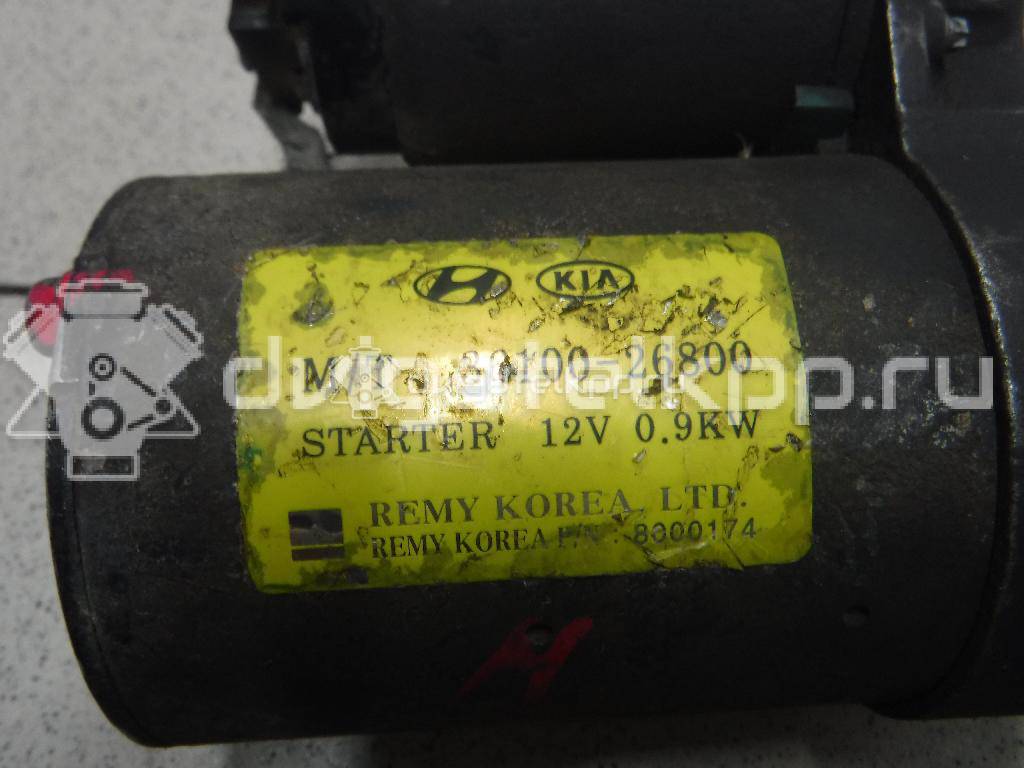 KIA
36100-26800
STARTER 12V 0.9KW
REMY KOREA, LTD.
REMY KOREA P/N : 8000174